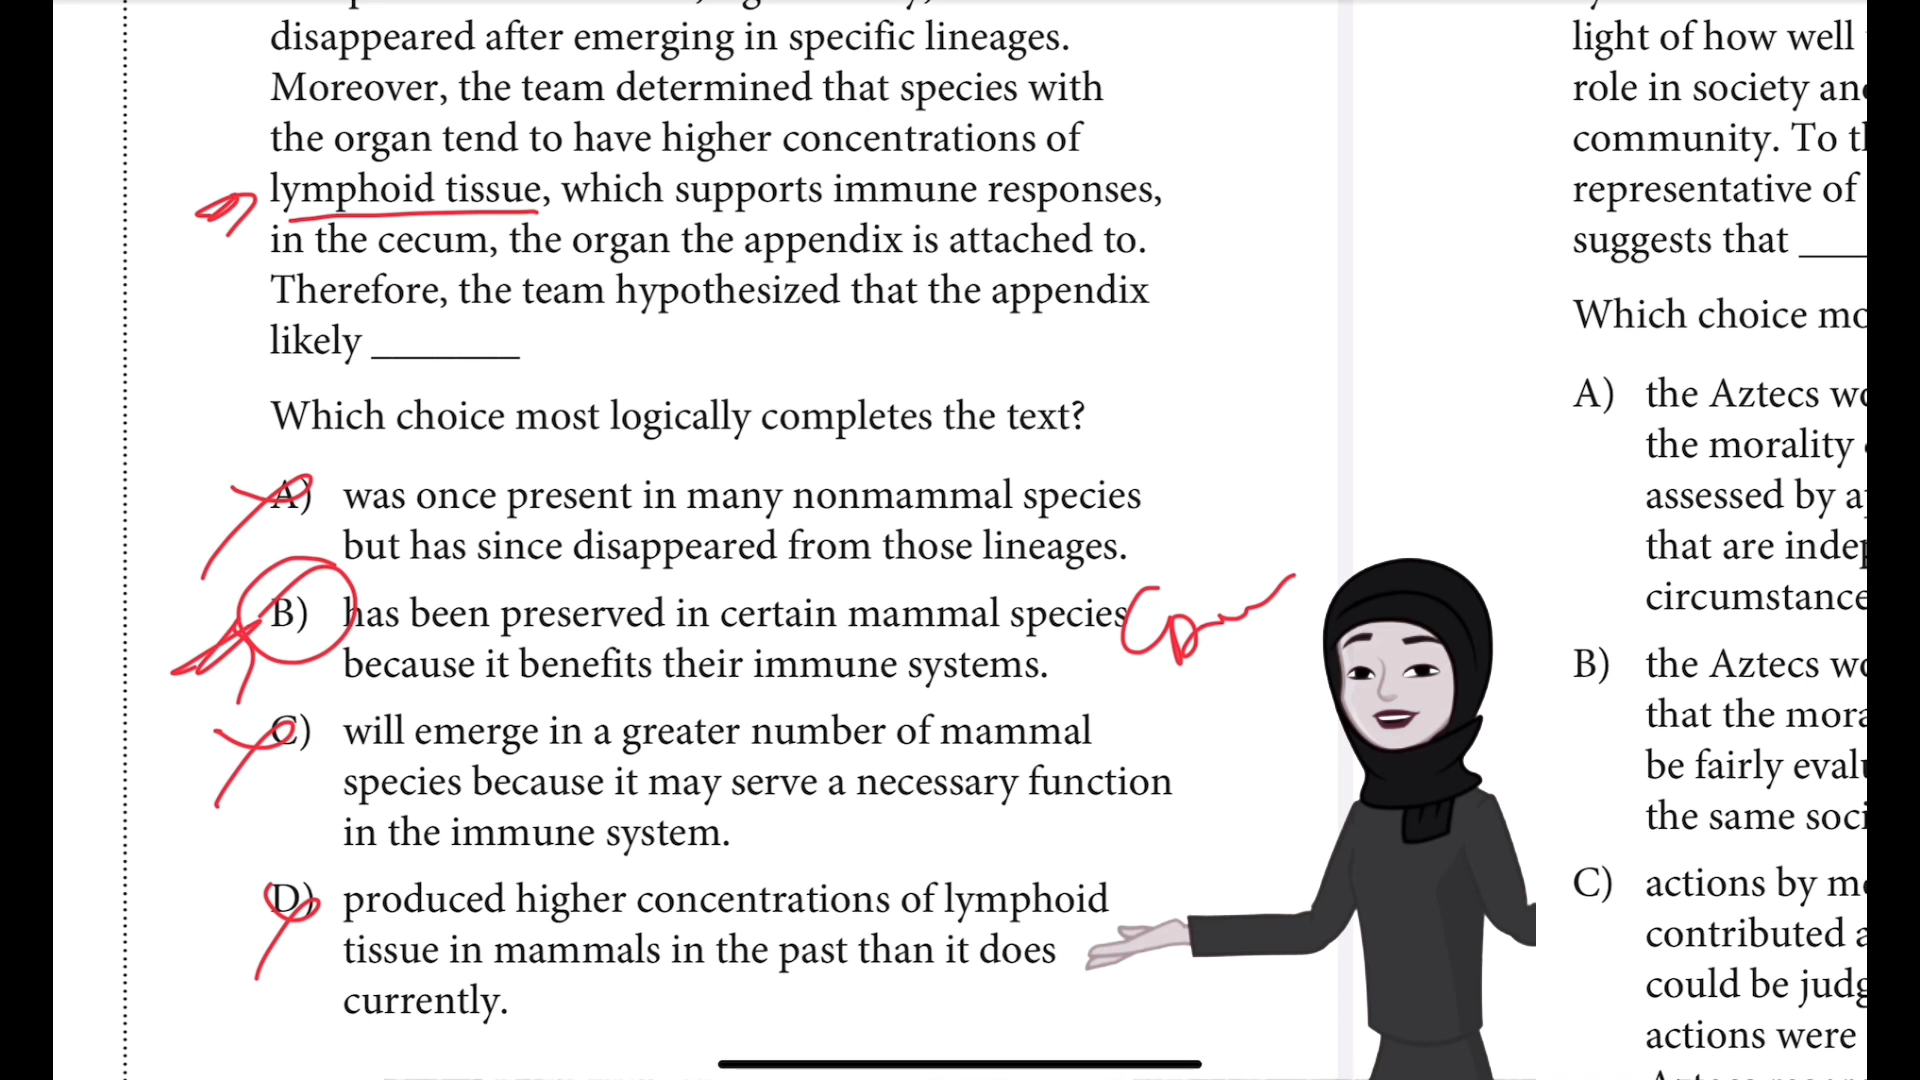 disappeared after emerging in specific lineages.
Moreover, the team determined that species with
the organ tend to have higher concentrations of
lymphoid tissue, which supports immune responses,
in the cecum, the organ the appendix is attached to.
Therefore, the team hypothesized that the appendix
likely _______
Which choice most logically completes the text?
A) was once present in many nonmammal species
but has since disappeared from those lineages.
B) has been preserved in certain mammal species
because it benefits their immune systems.
C) will emerge in a greater number of mammal
species because it may serve a necessary function
in the immune system.
D) produced higher concentrations of lymphoid
tissue in mammals in the past than it does
currently.
light of how well
role in society
community. To
representative of
suggests that ____
Which choice
A) the Aztecs
the morality
assessed by
that are
circumstance
B) the Aztecs
that the
be fairly
the same
C) actions by
contributed
could be
actions were